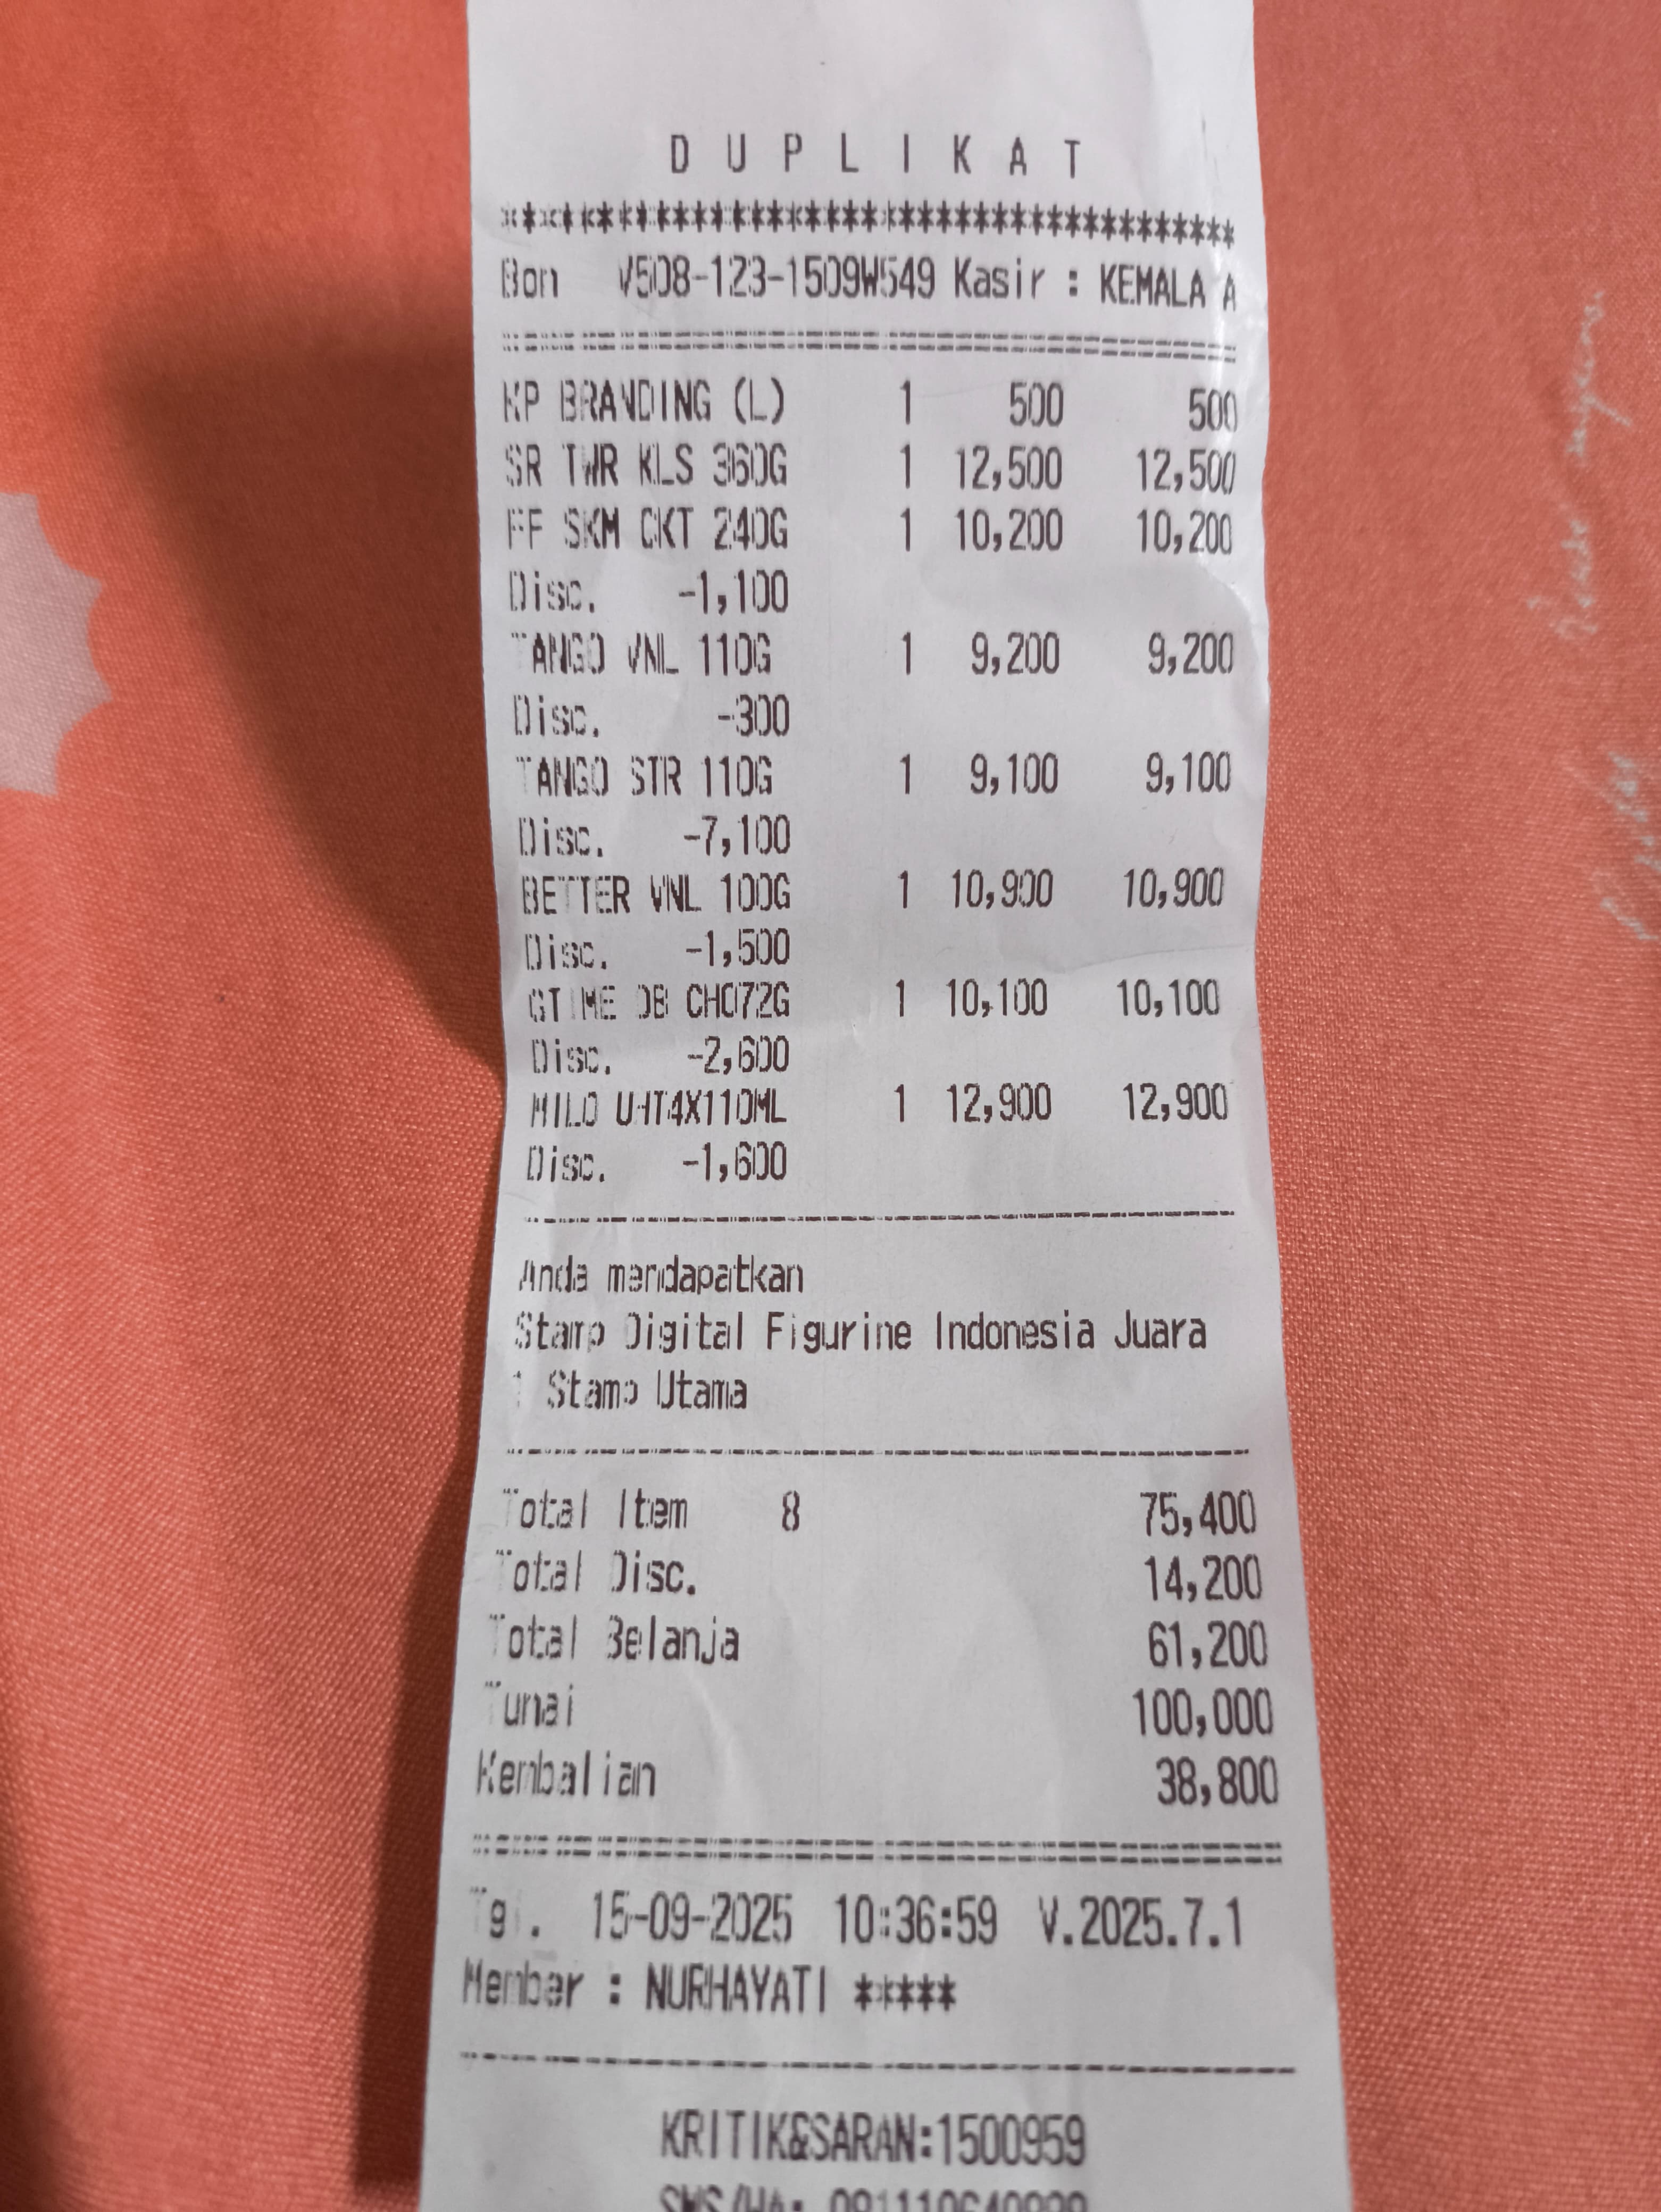 D U P L I K A T
***************************************
Bon V508-123-1509W549 Kasir : KEMALA A
KP BRANDING (L) 1 500 500
SR TWR KLS 360G 1 12,500 12,500
FF SKM CKT 240G 1 10,200 10,200
Disc. -1,100
TANGO VNL 110G 1 9,200 9,200
Disc. -300
TANGO STR 110G 1 9,100 9,100
Disc. -7,100
BETTER VNL 100G 1 10,900 10,900
Disc. -1,500
GTIME DB CHO72G 1 10,100 10,100
Disc. -2,600
MILO UHT4X110ML 1 12,900 12,900
Disc. -1,600
Anda mendapatkan
Stamp Digital Figurine Indonesia Juara
1 Stamp Utama
Total Item 8 75,400
Total Disc. 14,200
Total Belanja 61,200
Tunai 100,000
Kembalian 38,800
Tgl. 15-09-2025 10:36:59 V.2025.7.1
Member : NURHAYATI *****
KRITIK&SARAN:1500959